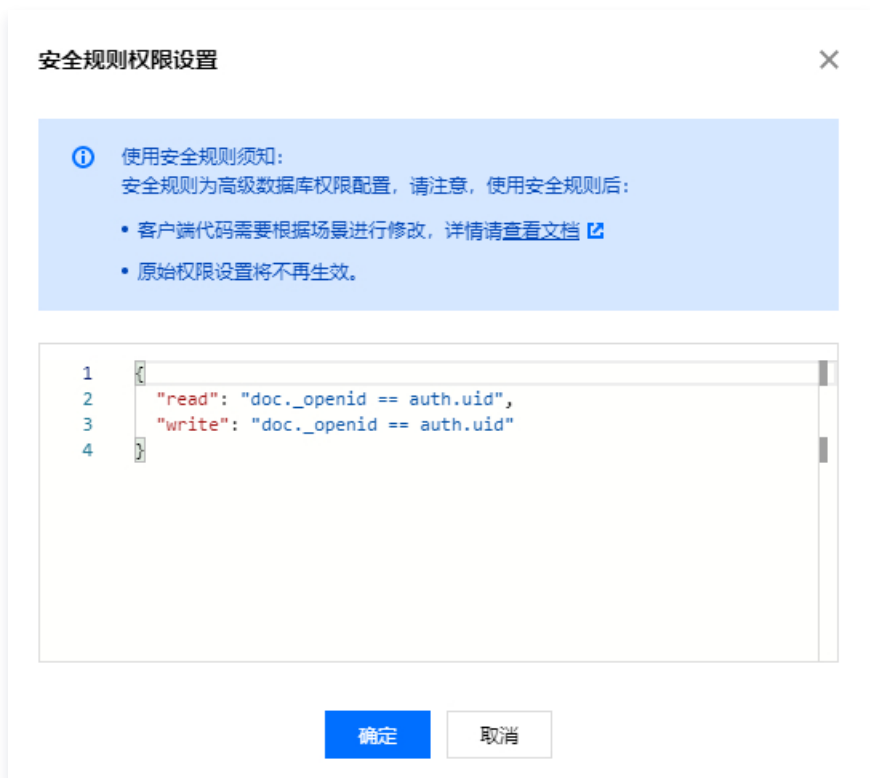 安全规则权限设置
使用安全规则须知：
安全规则为高级数据库权限配置，请注意，使用安全规则后：
• 客户端代码需要根据场景进行修改，详情请查看文档
• 原始权限设置将不再生效。
1 {
2 "read": "doc._openid == auth.uid",
3 "write": "doc._openid == auth.uid"
4 }
确定 取消